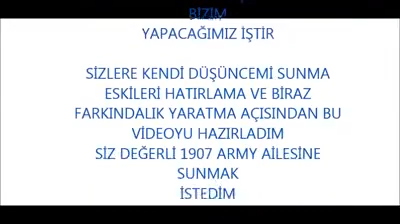 BİZİM
YAPACAĞIMIZ İŞTİR
SİZLERE KENDİ DÜŞÜNCEMİ SUNMA
ESKİLERİ HATIRLAMA VE BİRAZ
FARKINDALIK YARATMA AÇISINDAN BU
VİDEOYU HAZIRLADIM
SİZ DEĞERLİ 1907 ARMY AİLESİNE
SUNMAK
İSTEDİM